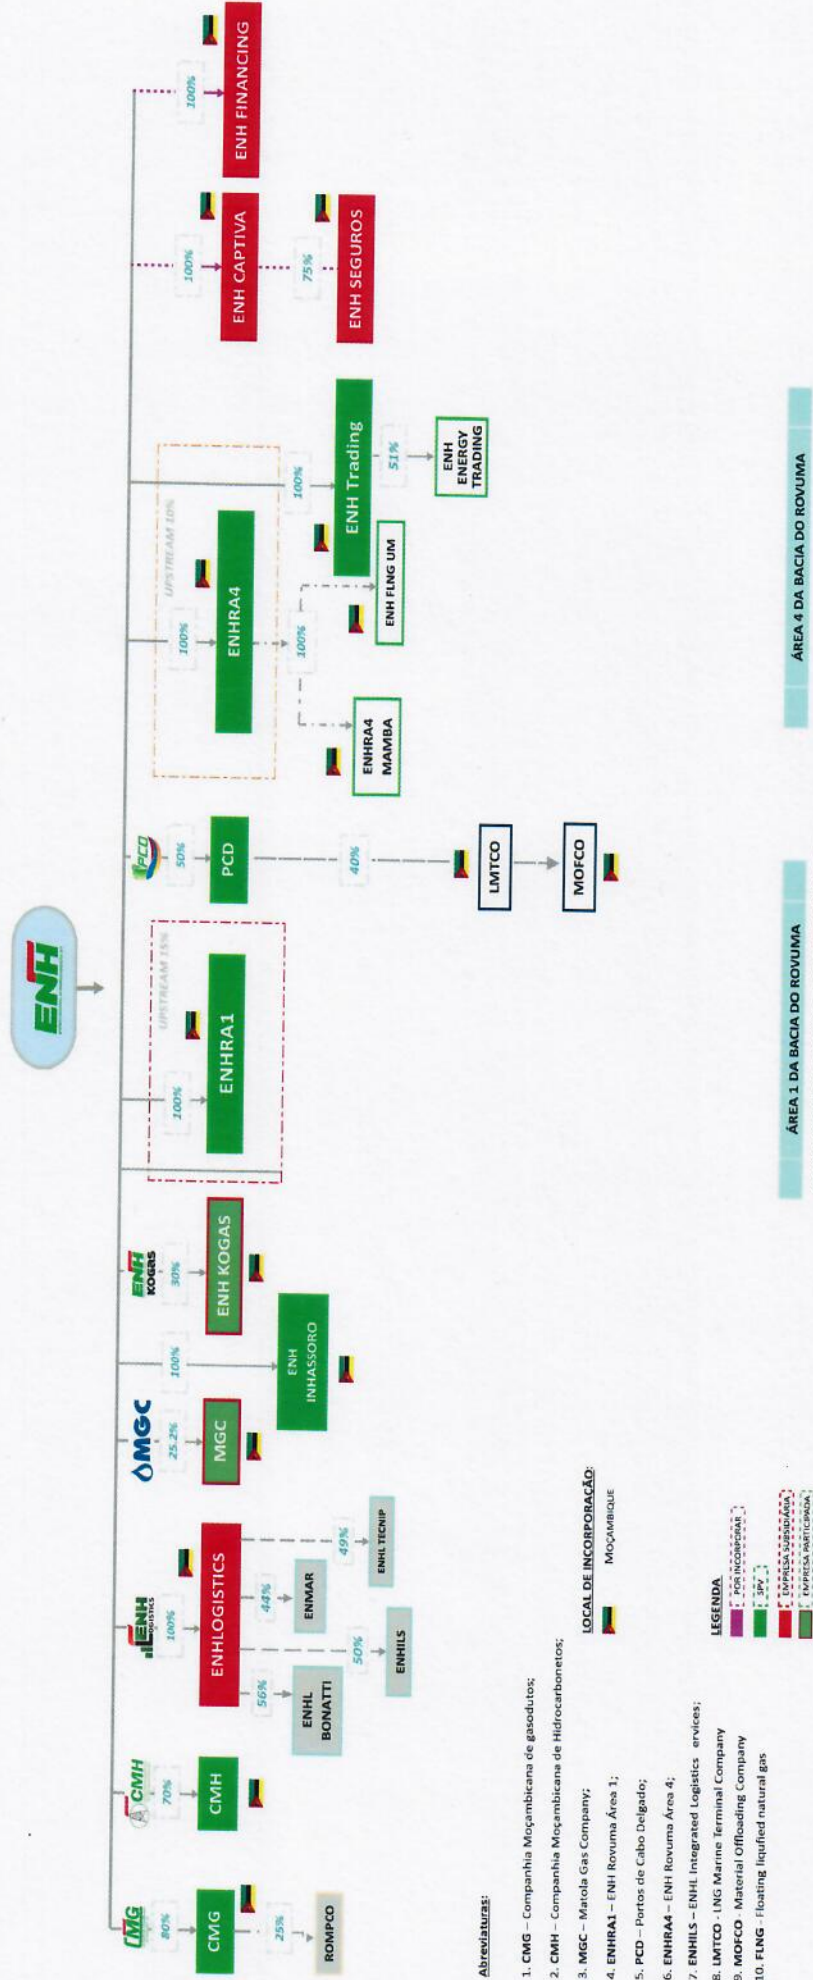 ENH
CMG
80%
CMG
25%
ROMPCO
CMH
70%
CMH
ENH
LOGISTICS
100%
ENHLOGISTICS
56%
ENHL
BONATTI
50%
ENHILS
44%
ENMAR
49%
ENHL TECNIP
MGC
25.2%
MGC
100%
ENH
INHASSORO
ENH
KOGAS
30%
ENH KOGAS
UPSTREAM 15%
100%
ENHRA1
PCD
50%
PCD
40%
LMTCO
MOFCO
UPSTREAM 10%
100%
ENHRA4
100%
ENHRA4
MAMBA
ENH FLNG UM
100%
ENH Trading
51%
ENH
ENERGY
TRADING
100%
ENH CAPTIVA
75%
ENH SEGUROS
100%
ENH FINANCING
Abreviaturas:
1. CMG – Companhia Moçambicana de gasodutos;
2. CMH – Companhia Moçambicana de Hidrocarbonetos;
3. MGC – Matola Gas Company;
4. ENHRA1 – ENH Rovuma Área 1;
5. PCD – Portos de Cabo Delgado;
6. ENHRA4 – ENH Rovuma Área 4;
7. ENHILS – ENHL Integrated Logistics ervices;
8. LMTCO - LNG Marine Terminal Company
9. MOFCO - Material Offloading Company
10. FLNG - Floating liqufied natural gas
LOCAL DE INCORPORAÇÃO:
MOÇAMBIQUE
LEGENDA
POR INCORPORAR
SPV
EMPRESA SUBSIDIÁRIA
EMPRESA PARTICIPADA
ÁREA 1 DA BACIA DO ROVUMA
ÁREA 4 DA BACIA DO ROVUMA